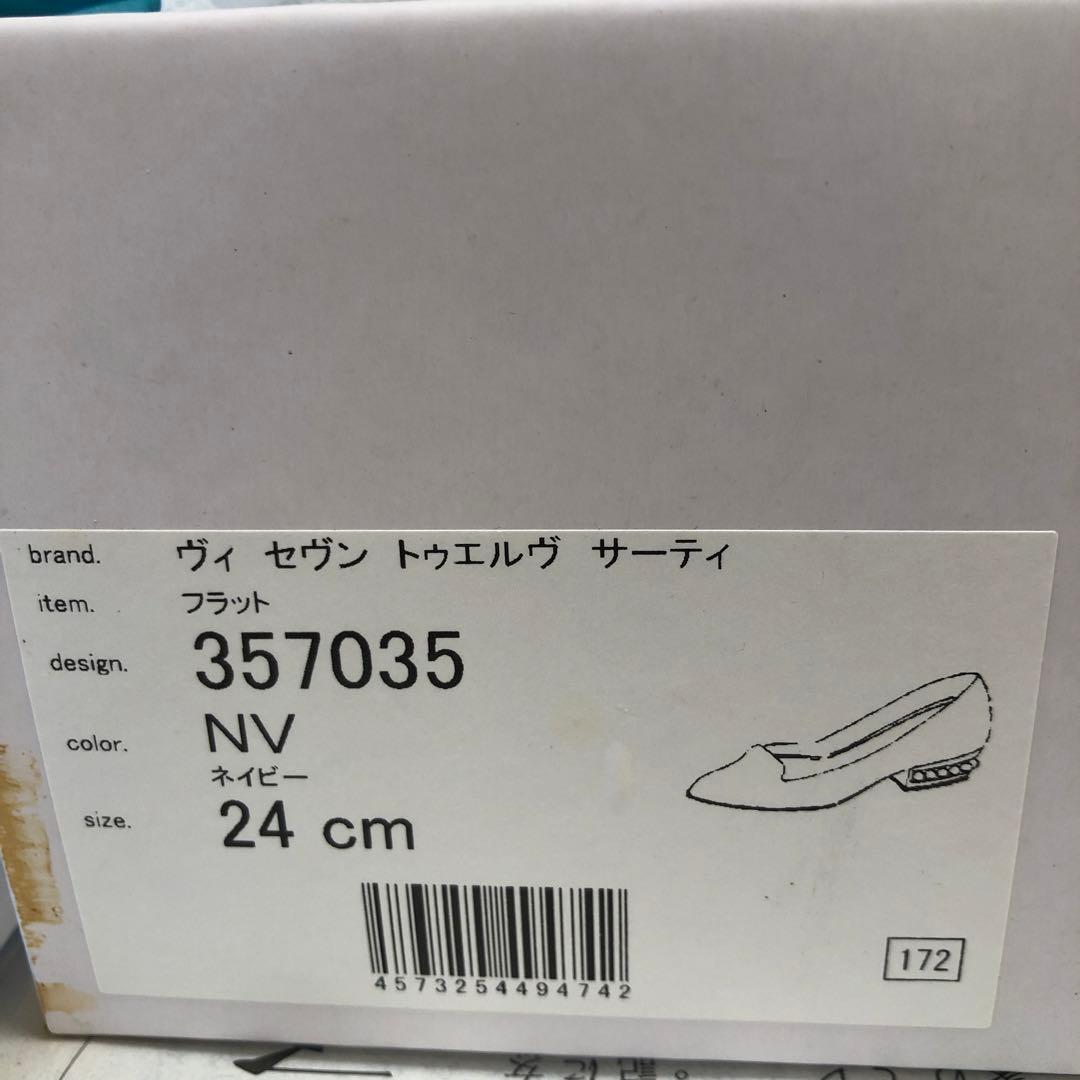 brand. ヴィ セヴン トゥエルヴ サーティ
item. フラット
design. 357035
color. NV
ネイビー
size. 24 cm
4573254494742
172